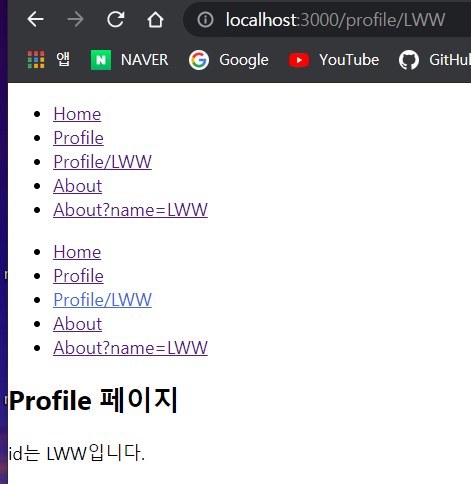 localhost:3000/profile/LWW
앱 NAVER Google YouTube GitHu
Home
Profile
Profile/LWW
About
About?name=LWW
Home
Profile
Profile/LWW
About
About?name=LWW
Profile 페이지
id는 LWW입니다.